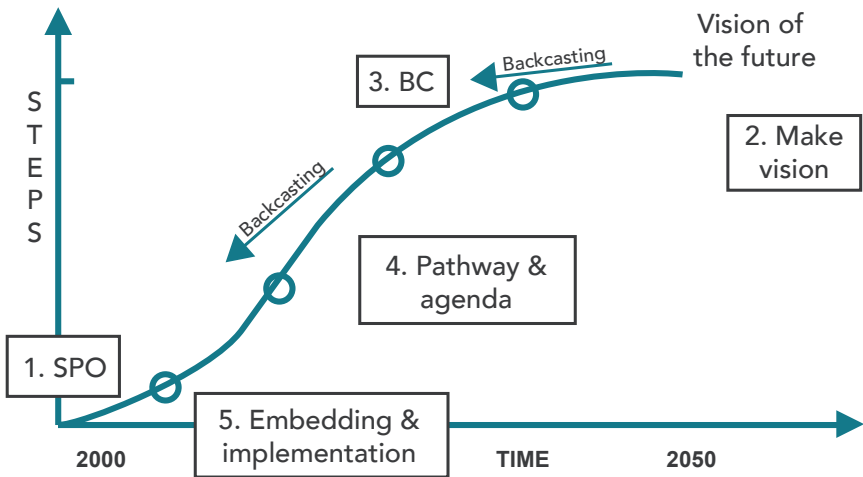 Vision of
the future
Backcasting
3. BC
STEPS
2. Make
vision
Backcasting
4. Pathway &
agenda
1. SPO
5. Embedding &
implementation
2000
TIME
2050